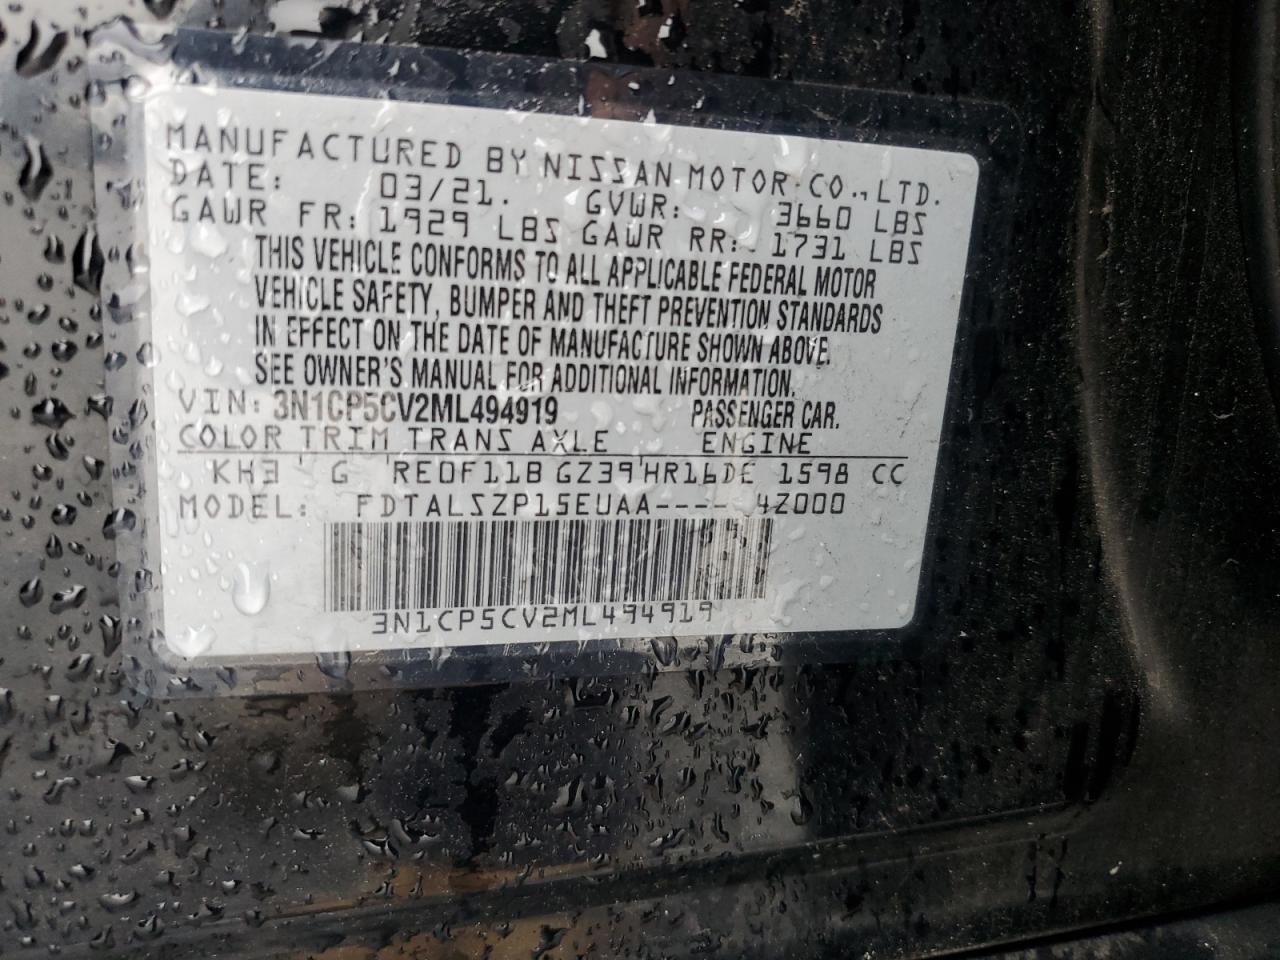 MANUFACTURED BY NISSAN MOTOR CO., LTD.
DATE: 03/21. GVWR: 3660 LBS
GAWR FR: 1929 LBS GAWR RR: 1731 LBS
THIS VEHICLE CONFORMS TO ALL APPLICABLE FEDERAL MOTOR
VEHICLE SAFETY, BUMPER AND THEFT PREVENTION STANDARDS
IN EFFECT ON THE DATE OF MANUFACTURE SHOWN ABOVE.
SEE OWNER'S MANUAL FOR ADDITIONAL INFORMATION.
VIN: 3N1CP5CV2ML494919 PASSENGER CAR.
COLOR TRIM TRANS AXLE ENGINE
KH3 G RE0F11B GZ39 HR16DE 1598 CC
MODEL: FDTALSZP15EUAA---- 4Z000
3N1CP5CV2ML494919